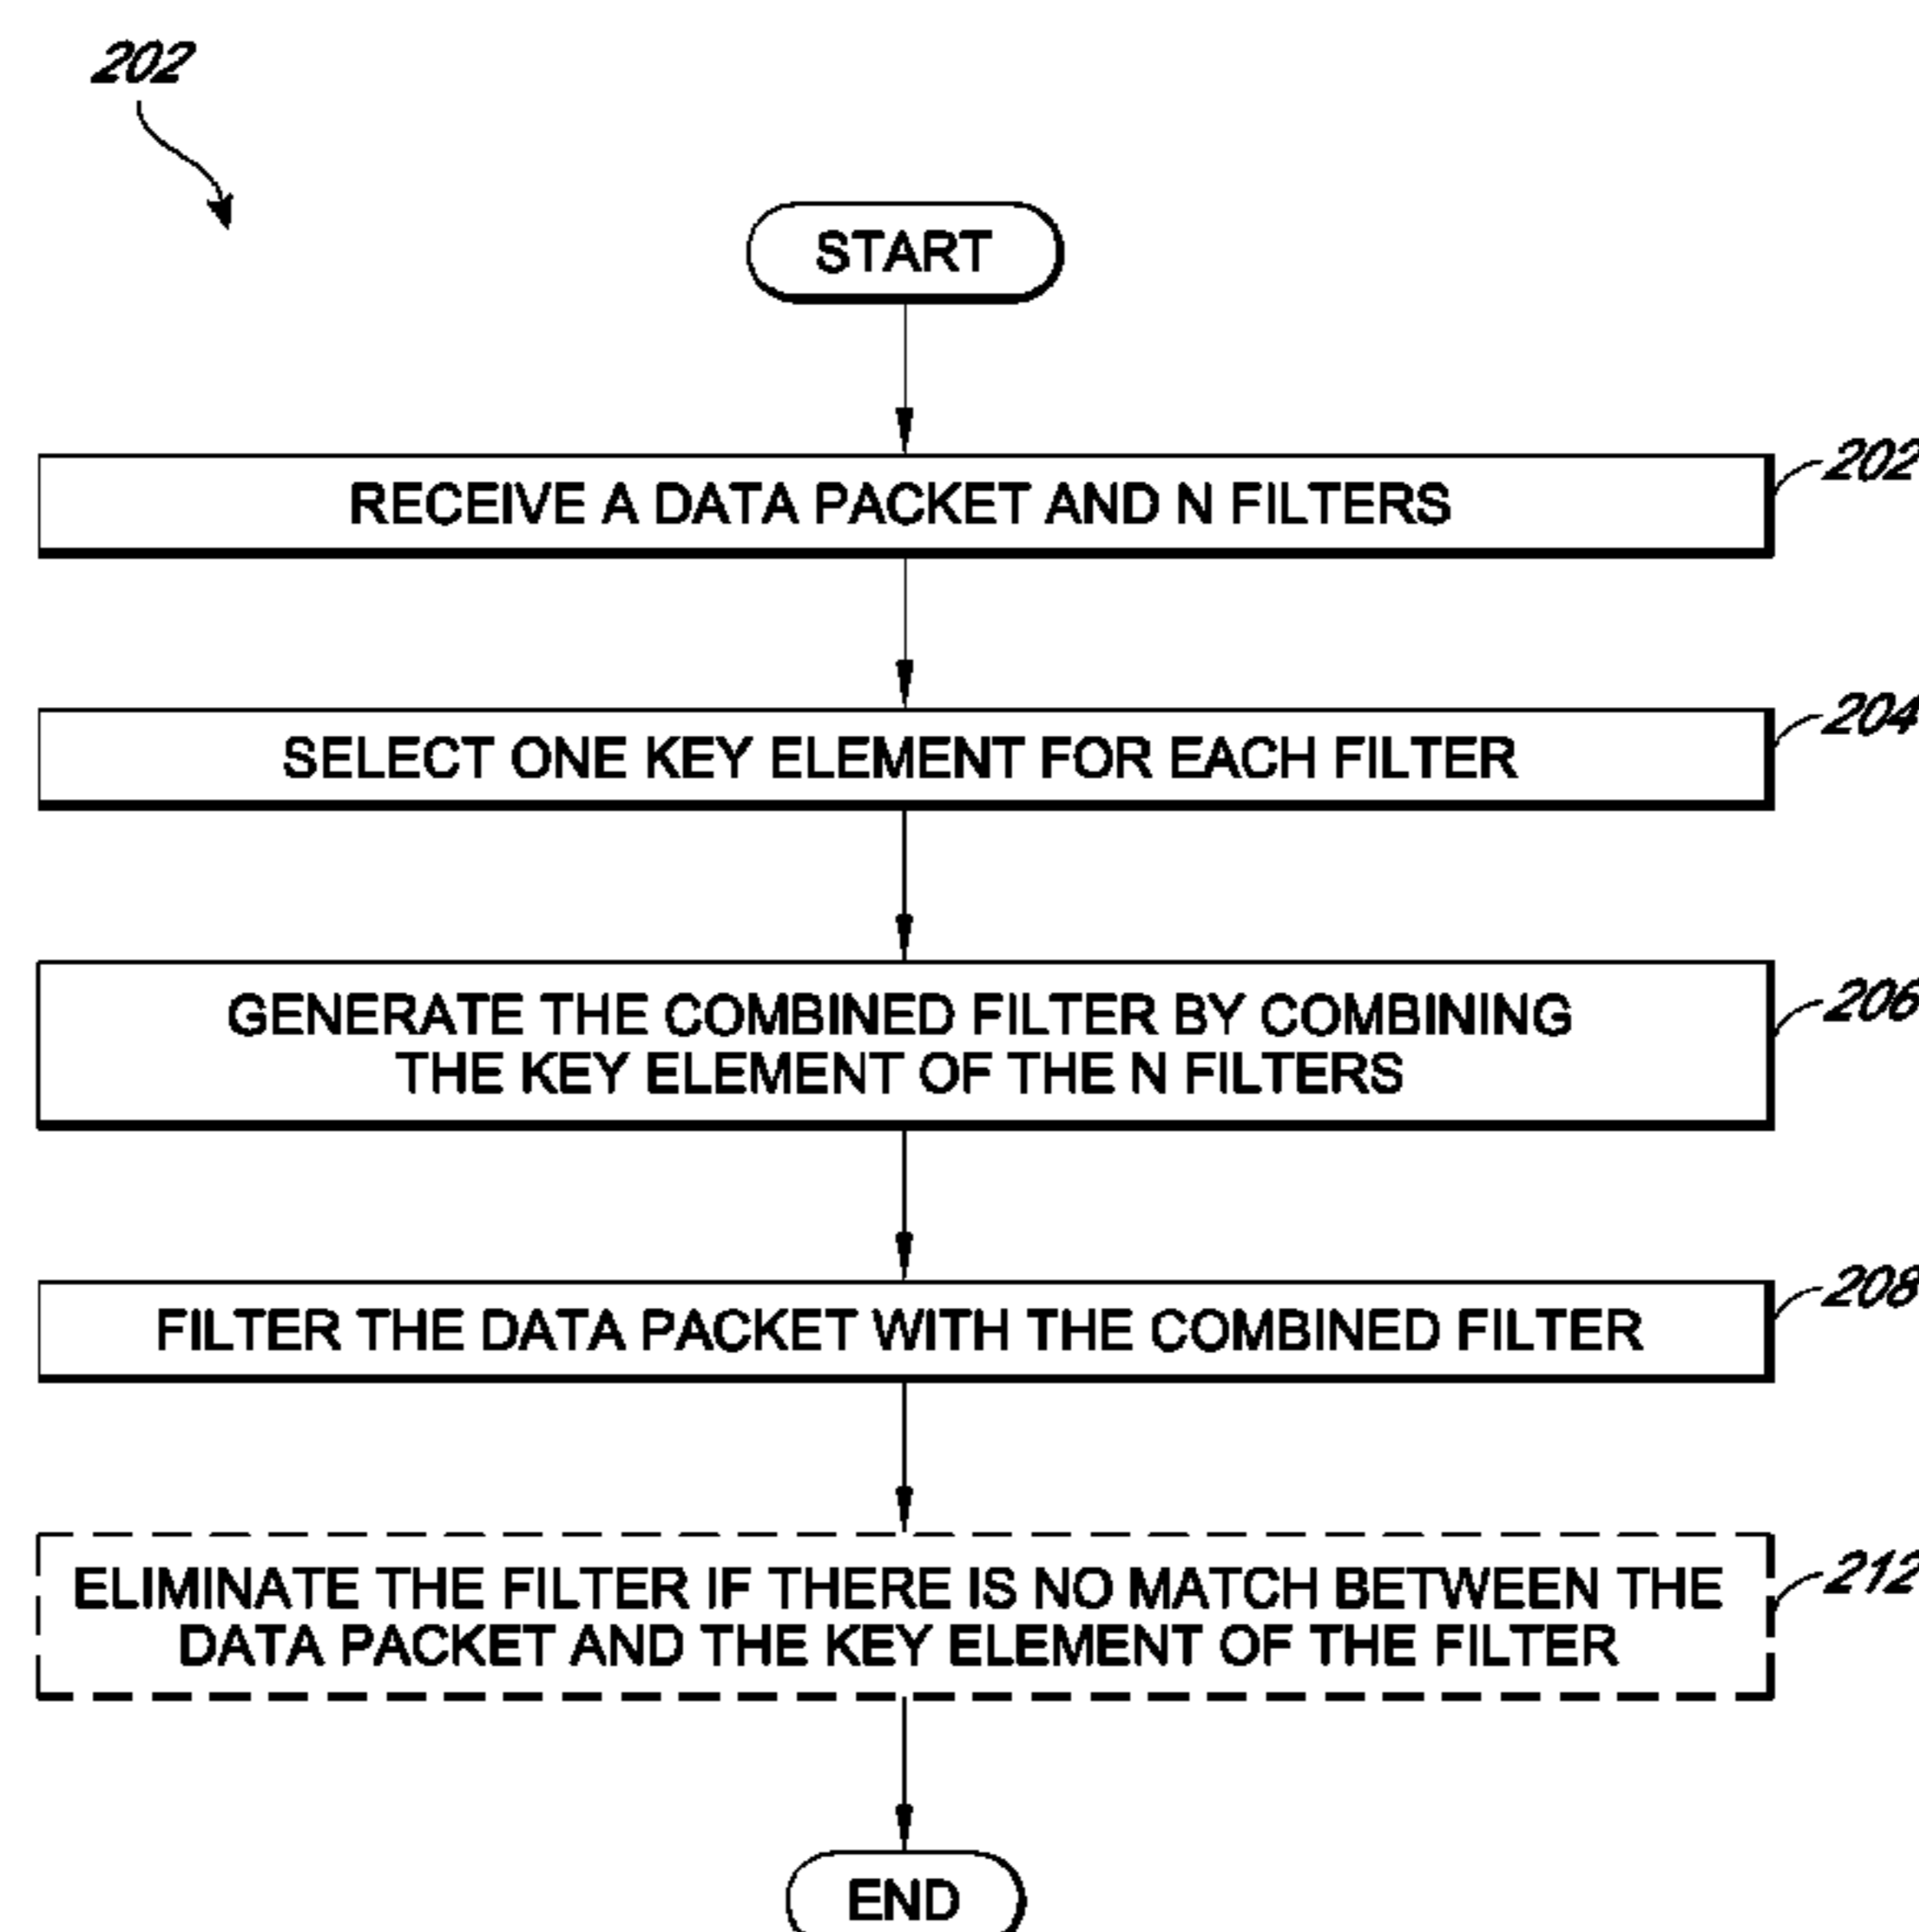 202
START
RECEIVE A DATA PACKET AND N FILTERS
202
SELECT ONE KEY ELEMENT FOR EACH FILTER
204
GENERATE THE COMBINED FILTER BY COMBINING
THE KEY ELEMENT OF THE N FILTERS
206
FILTER THE DATA PACKET WITH THE COMBINED FILTER
208
ELIMINATE THE FILTER IF THERE IS NO MATCH BETWEEN THE
DATA PACKET AND THE KEY ELEMENT OF THE FILTER
212
END